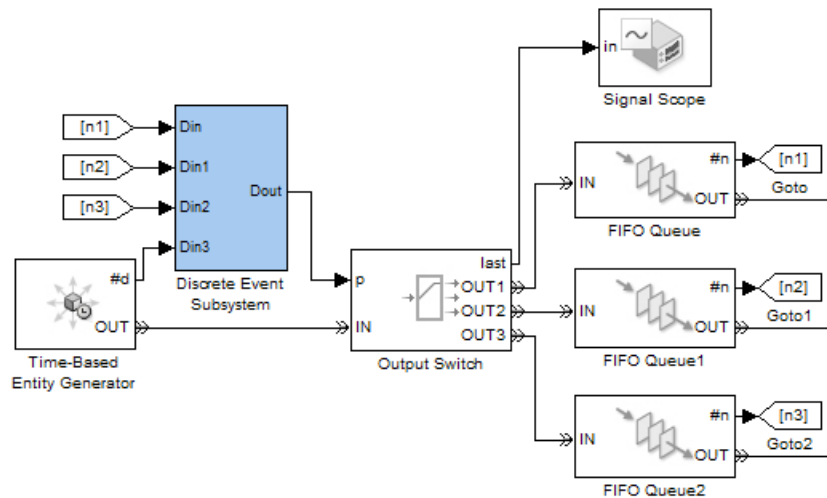 in
Signal Scope
[n1]
[n2]
[n3]
Din
Din1
Din2
Din3
Dout
Discrete Event
Subsystem
#d
OUT
Time-Based
Entity Generator
p
IN
last
OUT1
OUT2
OUT3
Output Switch
IN
#n
OUT
FIFO Queue
[n1]
Goto
IN
#n
OUT
FIFO Queue1
[n2]
Goto1
IN
#n
OUT
FIFO Queue2
[n3]
Goto2